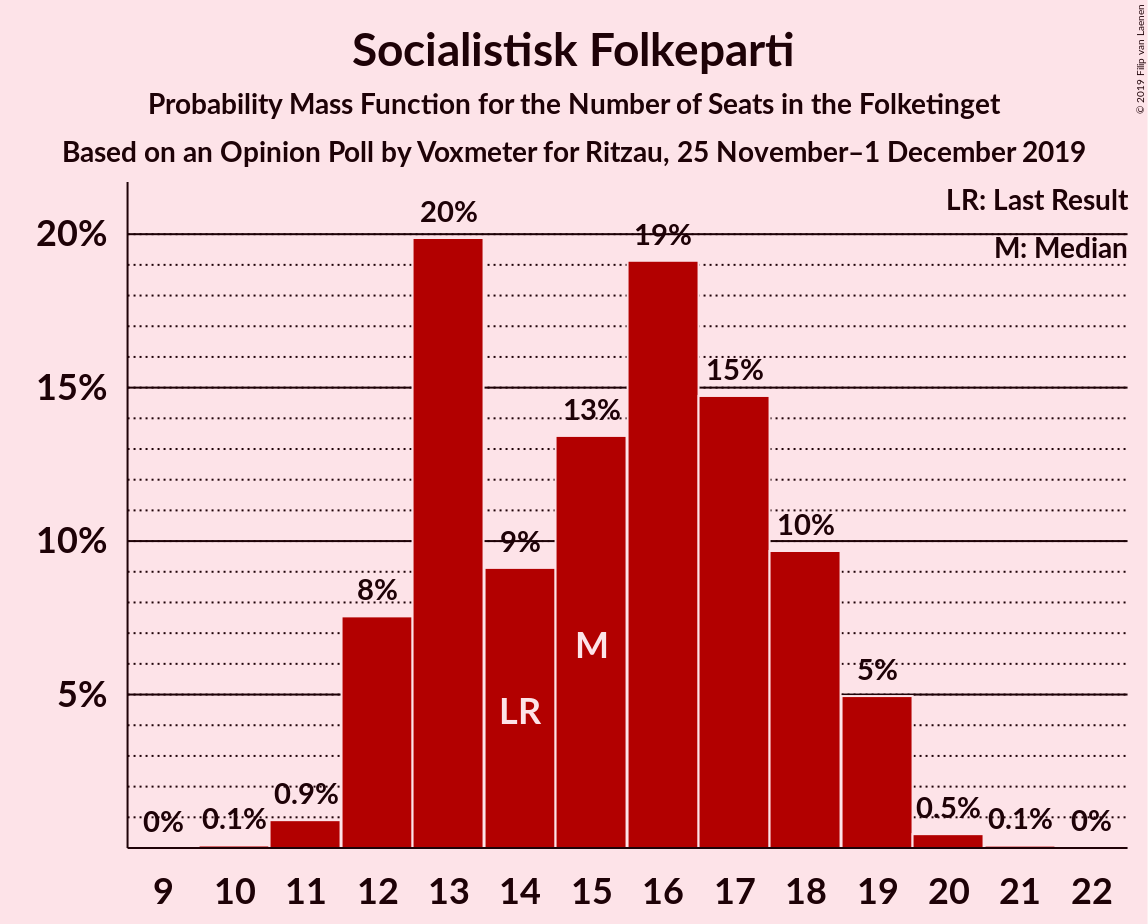 Socialistisk Folkeparti
Probability Mass Function for the Number of Seats in the Folketinget
Based on an Opinion Poll by Voxmeter for Ritzau, 25 November–1 December 2019
© 2019 Filip van Laenen
LR: Last Result
M: Median
20%
15%
10%
5%
0%
0.1%
0.9%
8%
20%
9%
13%
19%
15%
10%
5%
0.5%
0.1%
0%
LR
M
9 10 11 12 13 14 15 16 17 18 19 20 21 22